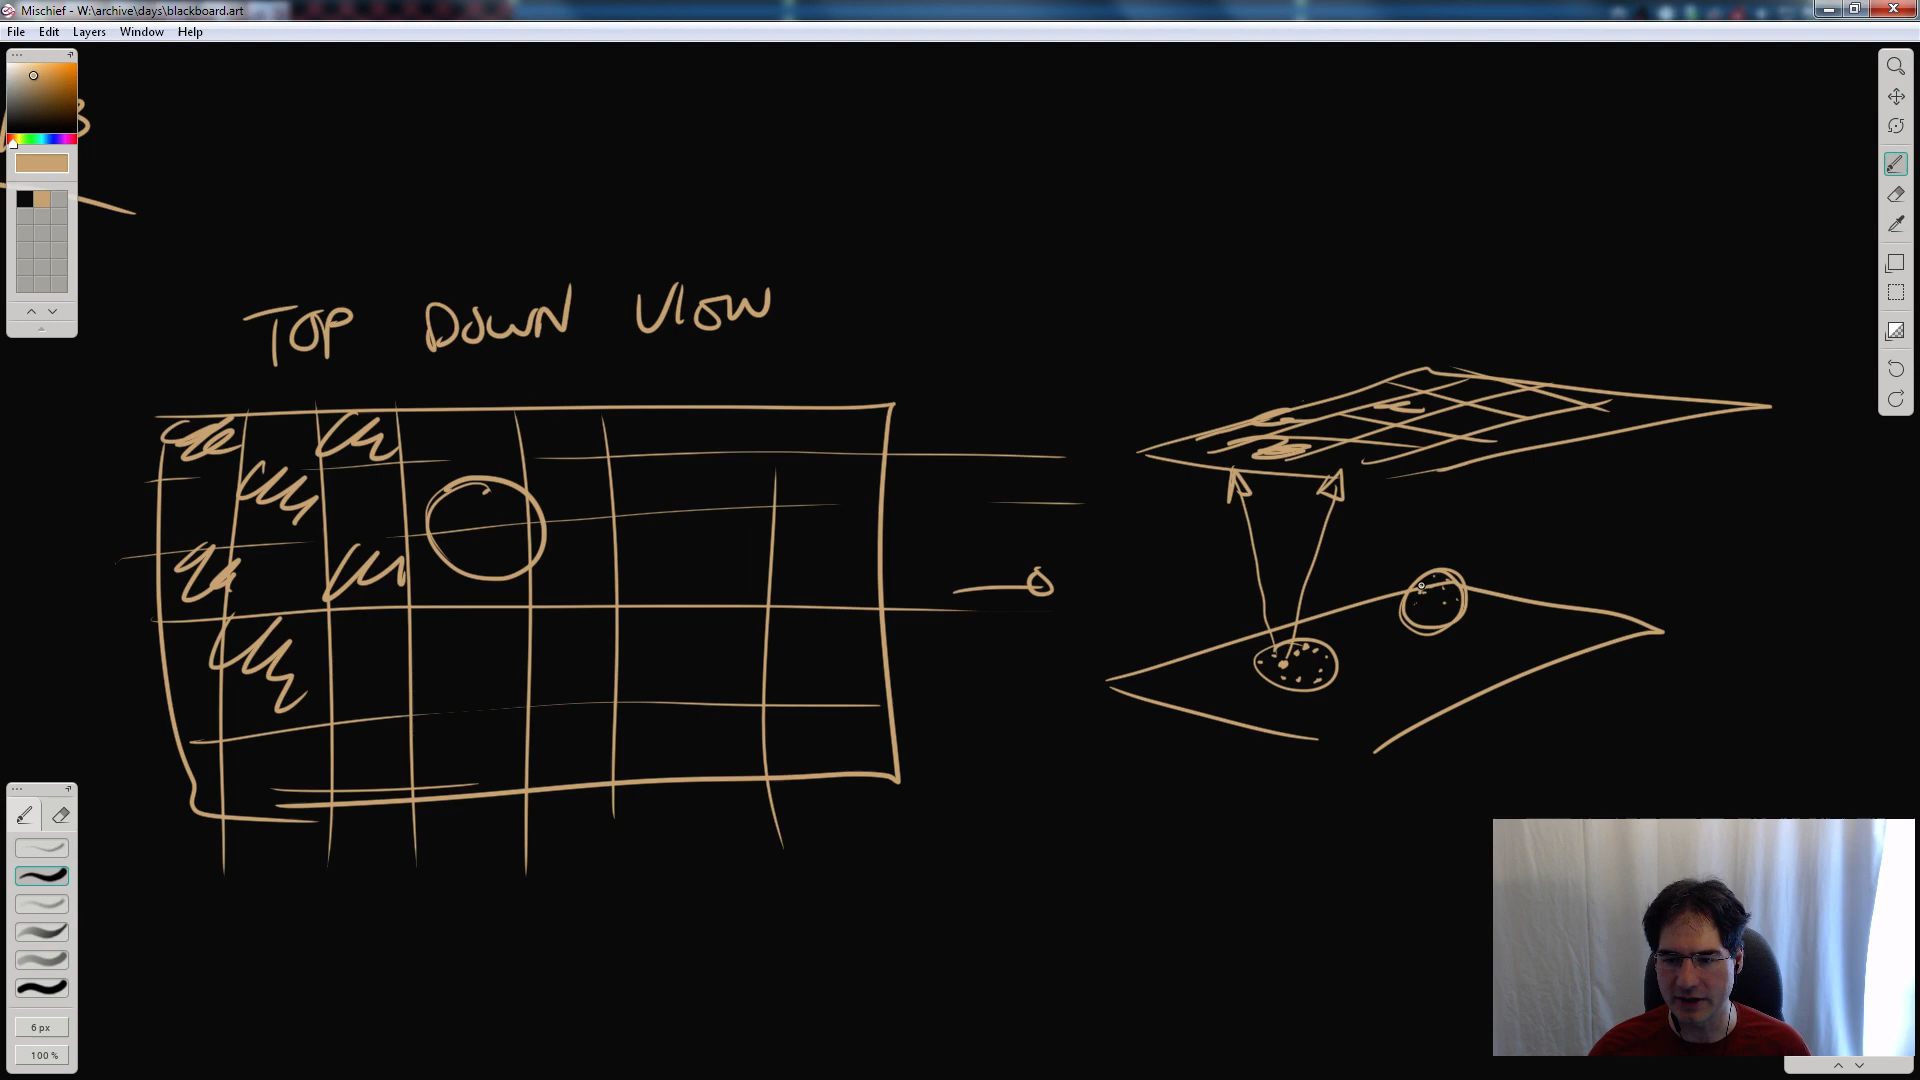 Mischief - W:\archive\days\blackboard.art
File Edit Layers Window Help
TOP DOWN VIEW
6 px
100 %